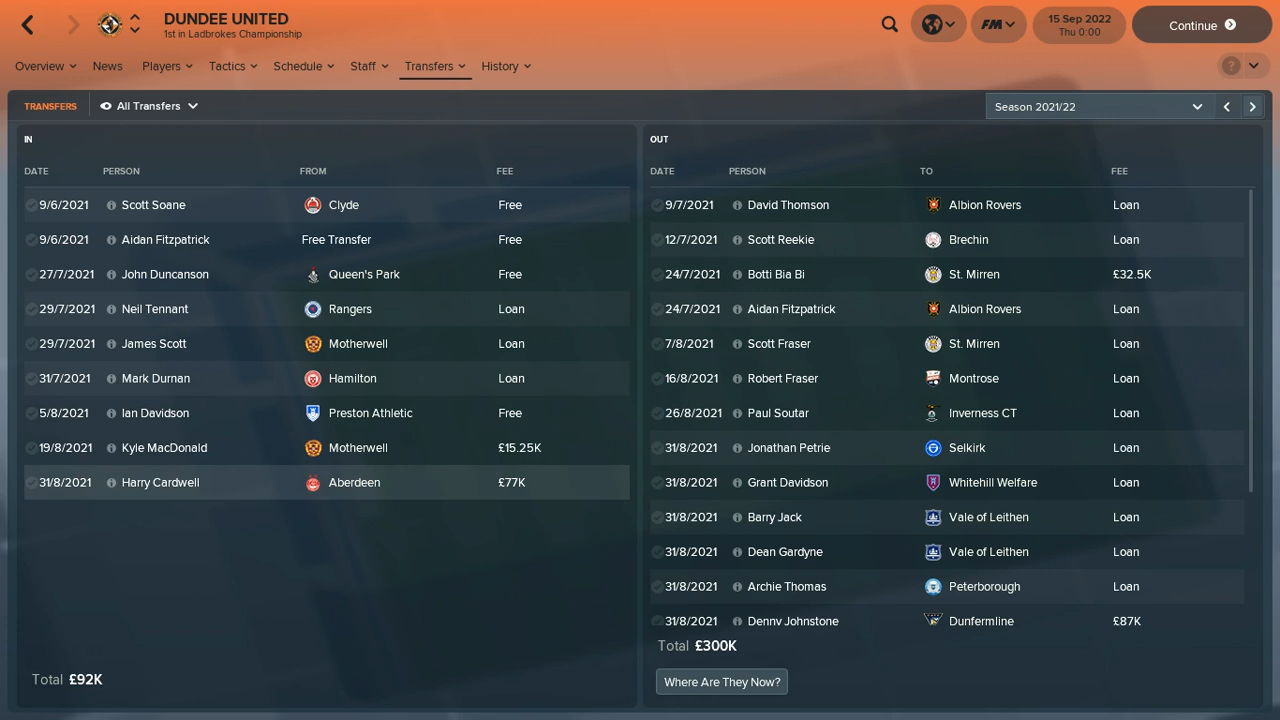 DUNDEE UNITED
1st in Ladbrokes Championship
FM
15 Sep 2022
Thu 0:00
Continue
Overview News Players Tactics Schedule Staff Transfers History
?
TRANSFERS All Transfers
Season 2021/22
IN
DATE PERSON FROM FEE
9/6/2021 Scott Soane Clyde Free
9/6/2021 Aidan Fitzpatrick Free Transfer Free
27/7/2021 John Duncanson Queen's Park Free
29/7/2021 Neil Tennant Rangers Loan
29/7/2021 James Scott Motherwell Loan
31/7/2021 Mark Durnan Hamilton Loan
5/8/2021 Ian Davidson Preston Athletic Free
19/8/2021 Kyle MacDonald Motherwell £15.25K
31/8/2021 Harry Cardwell Aberdeen £77K
Total £92K
OUT
DATE PERSON TO FEE
9/7/2021 David Thomson Albion Rovers Loan
12/7/2021 Scott Reekie Brechin Loan
24/7/2021 Botti Bia Bi St. Mirren £32.5K
24/7/2021 Aidan Fitzpatrick Albion Rovers Loan
7/8/2021 Scott Fraser St. Mirren Loan
16/8/2021 Robert Fraser Montrose Loan
26/8/2021 Paul Soutar Inverness CT Loan
31/8/2021 Jonathan Petrie Selkirk Loan
31/8/2021 Grant Davidson Whitehill Welfare Loan
31/8/2021 Barry Jack Vale of Leithen Loan
31/8/2021 Dean Gardyne Vale of Leithen Loan
31/8/2021 Archie Thomas Peterborough Loan
31/8/2021 Denny Johnstone Dunfermline £87K
Total £300K
Where Are They Now?